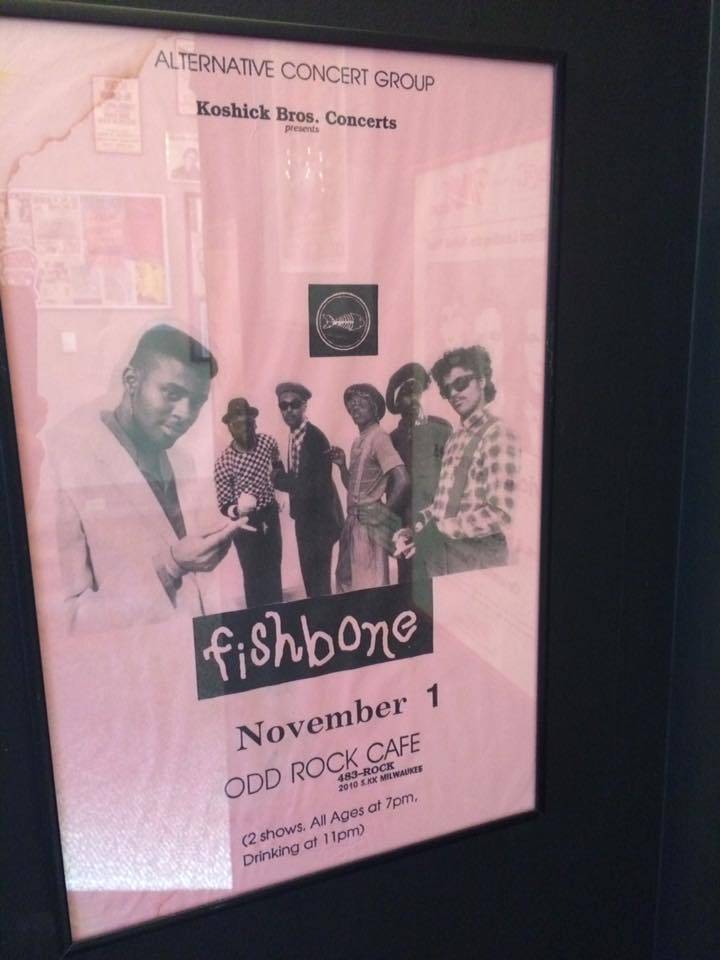 ALTERNATIVE CONCERT GROUP
Koshick Bros. Concerts
presents
fishbone
November 1
ODD ROCK CAFE
483-ROCK
2010 S.KK MILWAUKEE
(2 shows. All Ages at 7pm,
Drinking at 11pm)